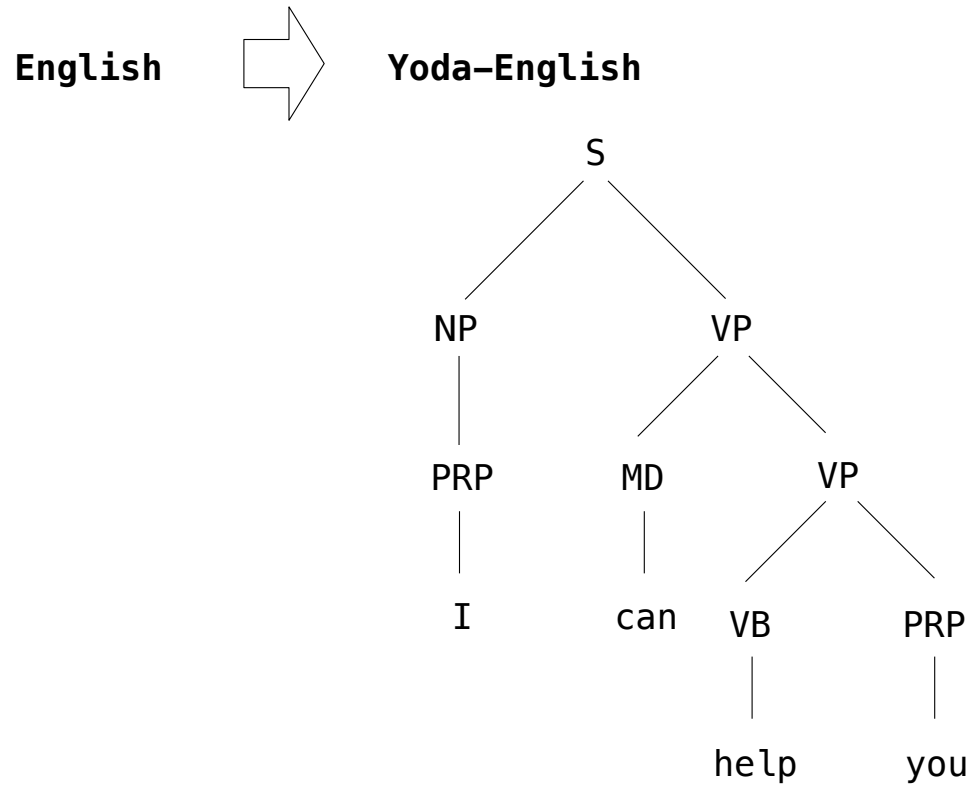 English Yoda–English
S
NP VP
PRP MD VP
I can VB PRP
help you